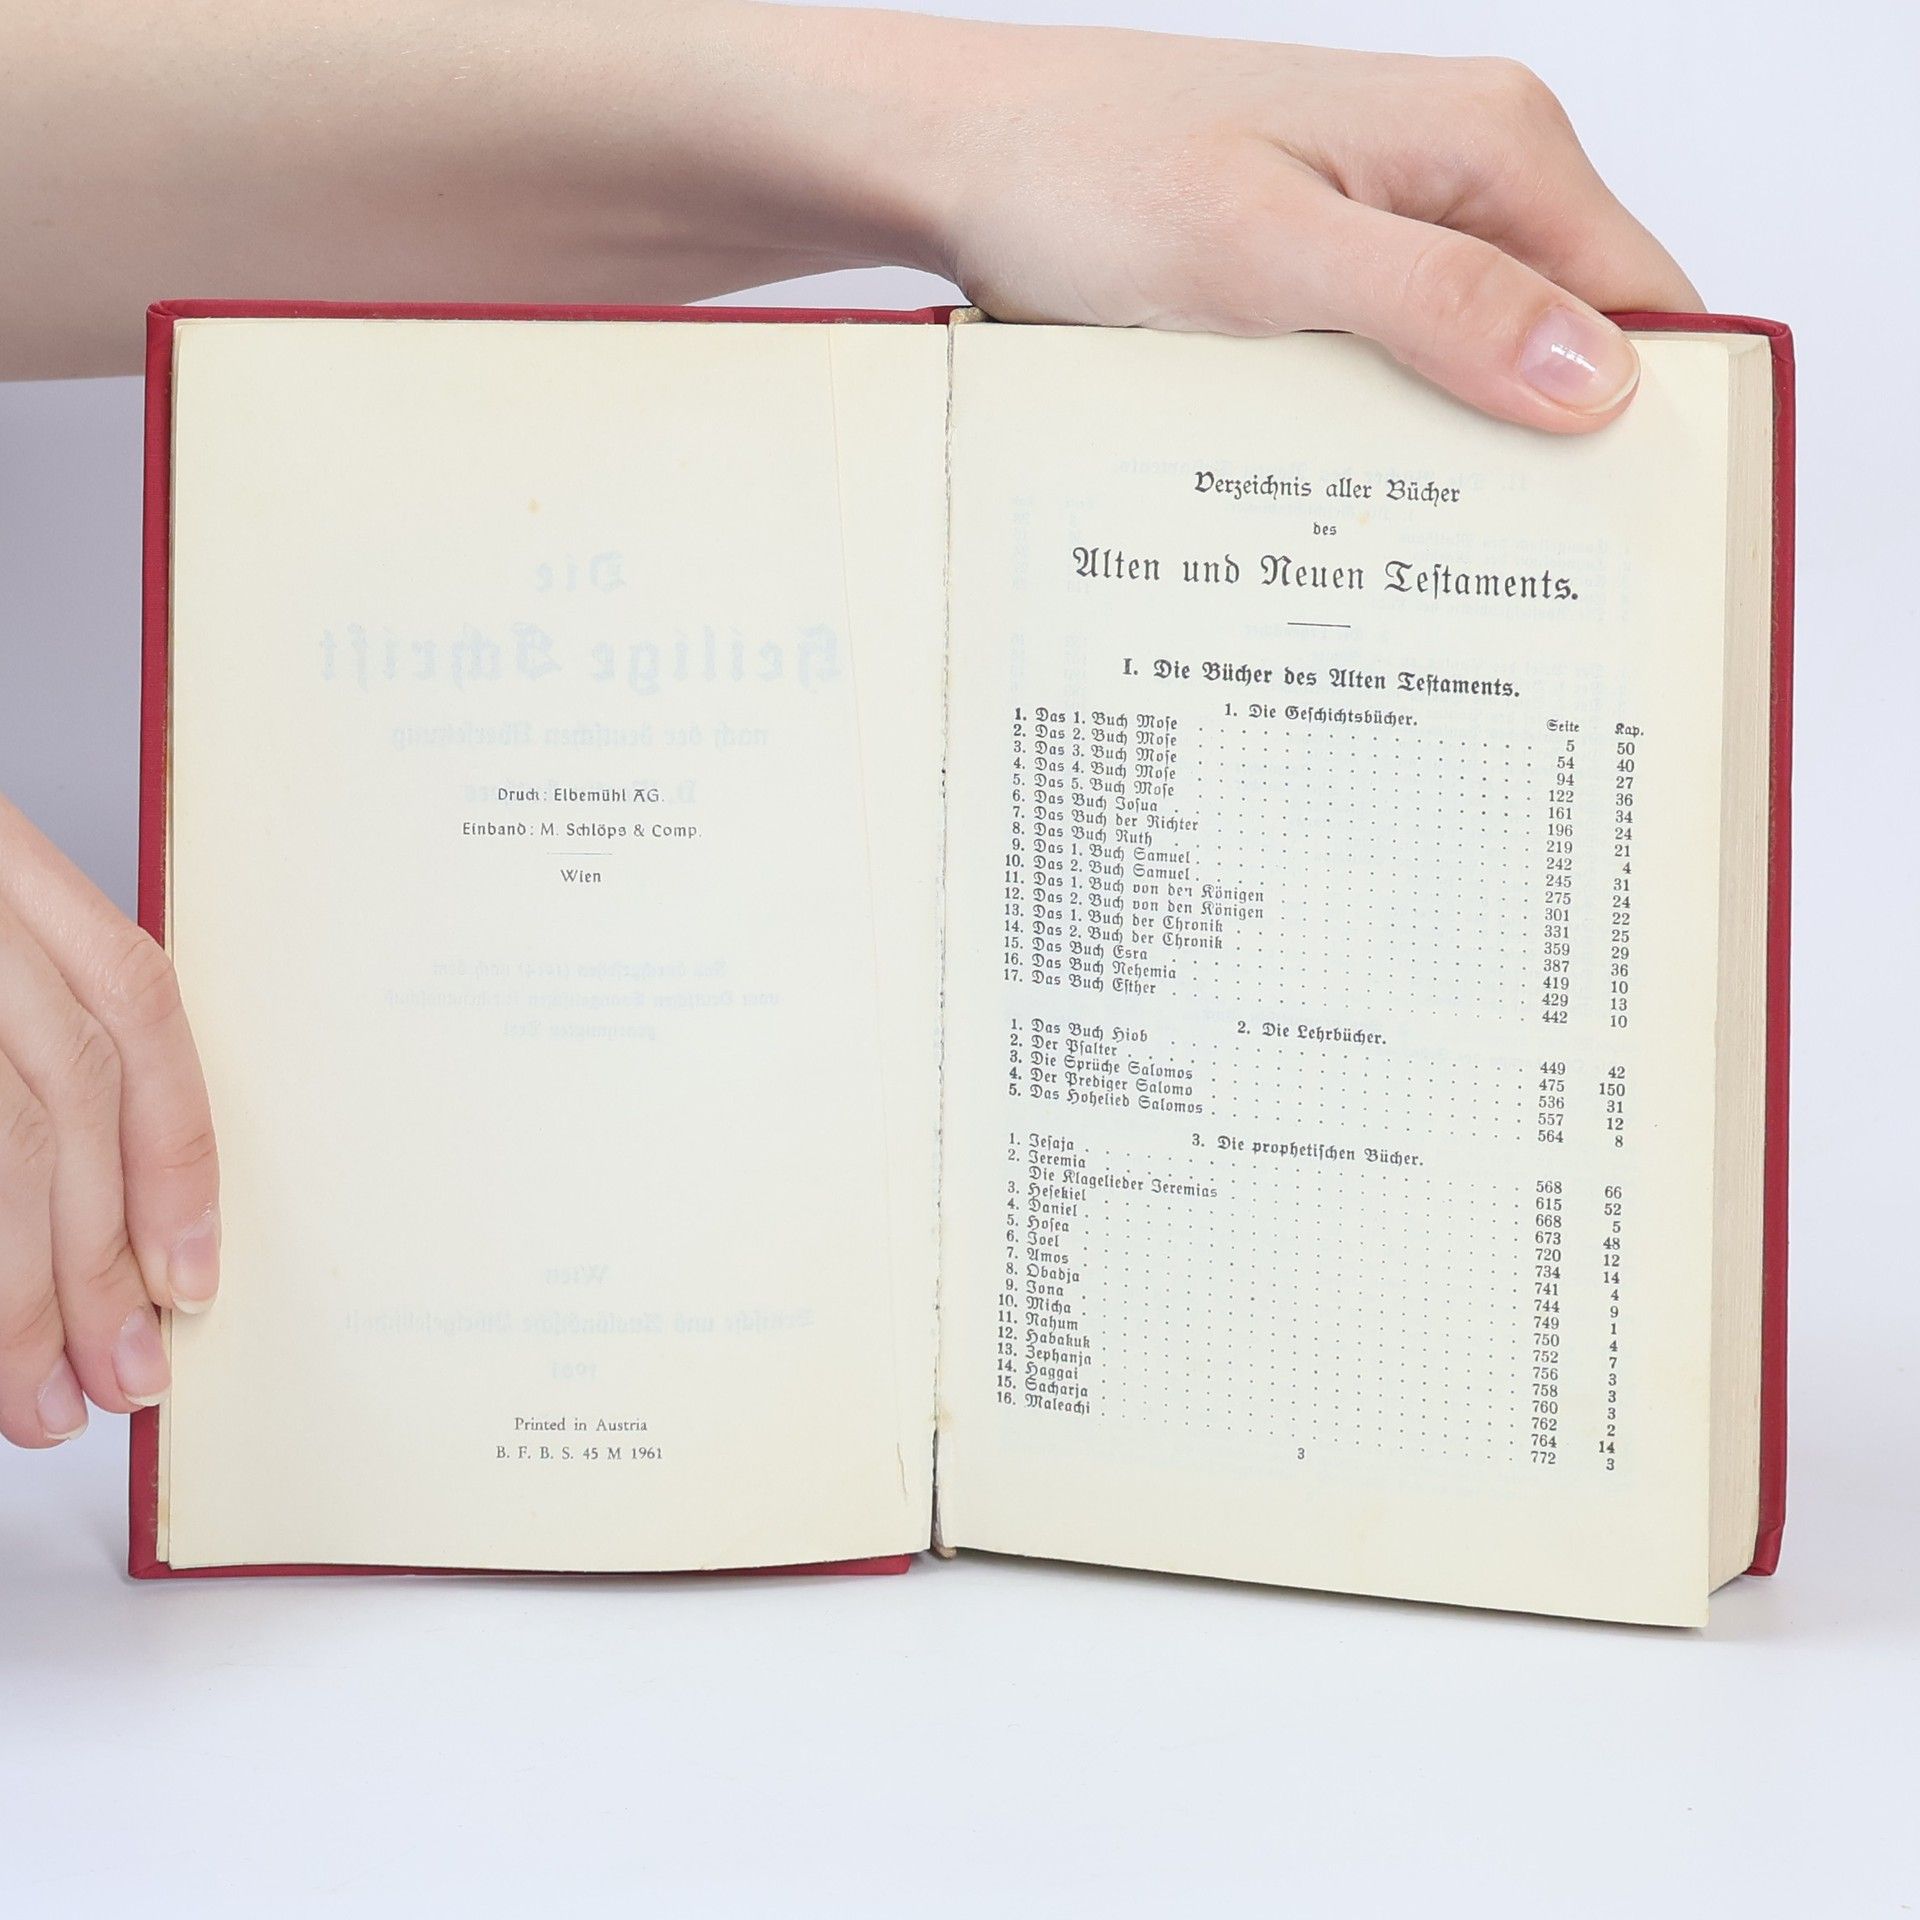 Druck: Elbemühl AG.
Einband: M. Schlöps & Comp.
Wien
Printed in Austria
B. F. B. S. 45 M 1961
Verzeichnis aller Bücher
des
Alten und Neuen Teſtaments.
I. Die Bücher des Alten Teſtaments.
1. Die Geſchichtsbücher.
Seite Kap.
1. Das 1. Buch Moſe 5 50
2. Das 2. Buch Moſe 54 40
3. Das 3. Buch Moſe 94 27
4. Das 4. Buch Moſe 122 36
5. Das 5. Buch Moſe 161 34
6. Das Buch Joſua 196 24
7. Das Buch der Richter 219 21
8. Das Buch Ruth 242 4
9. Das 1. Buch Samuel 245 31
10. Das 2. Buch Samuel 275 24
11. Das 1. Buch von den Königen 301 22
12. Das 2. Buch von den Königen 331 25
13. Das 1. Buch der Chronik 359 29
14. Das 2. Buch der Chronik 387 36
15. Das Buch Esra 419 10
16. Das Buch Nehemia 429 13
17. Das Buch Eſther 442 10
2. Die Lehrbücher.
1. Das Buch Hiob 449 42
2. Der Pſalter 475 150
3. Die Sprüche Salomos 536 31
4. Der Prediger Salomo 557 12
5. Das Hohelied Salomos 564 8
3. Die prophetiſchen Bücher.
1. Jeſaja 568 66
2. Jeremia 615 52
Die Klagelieder Jeremias 668 5
3. Heſekiel 673 48
4. Daniel 720 12
5. Hoſea 734 14
6. Joel 741 4
7. Amos 744 9
8. Obadja 749 1
9. Jona 750 4
10. Micha 752 7
11. Nahum 756 3
12. Habakuk 758 3
13. Zephanja 760 3
14. Haggai 762 2
15. Sacharja 764 14
16. Maleachi 772 3
3